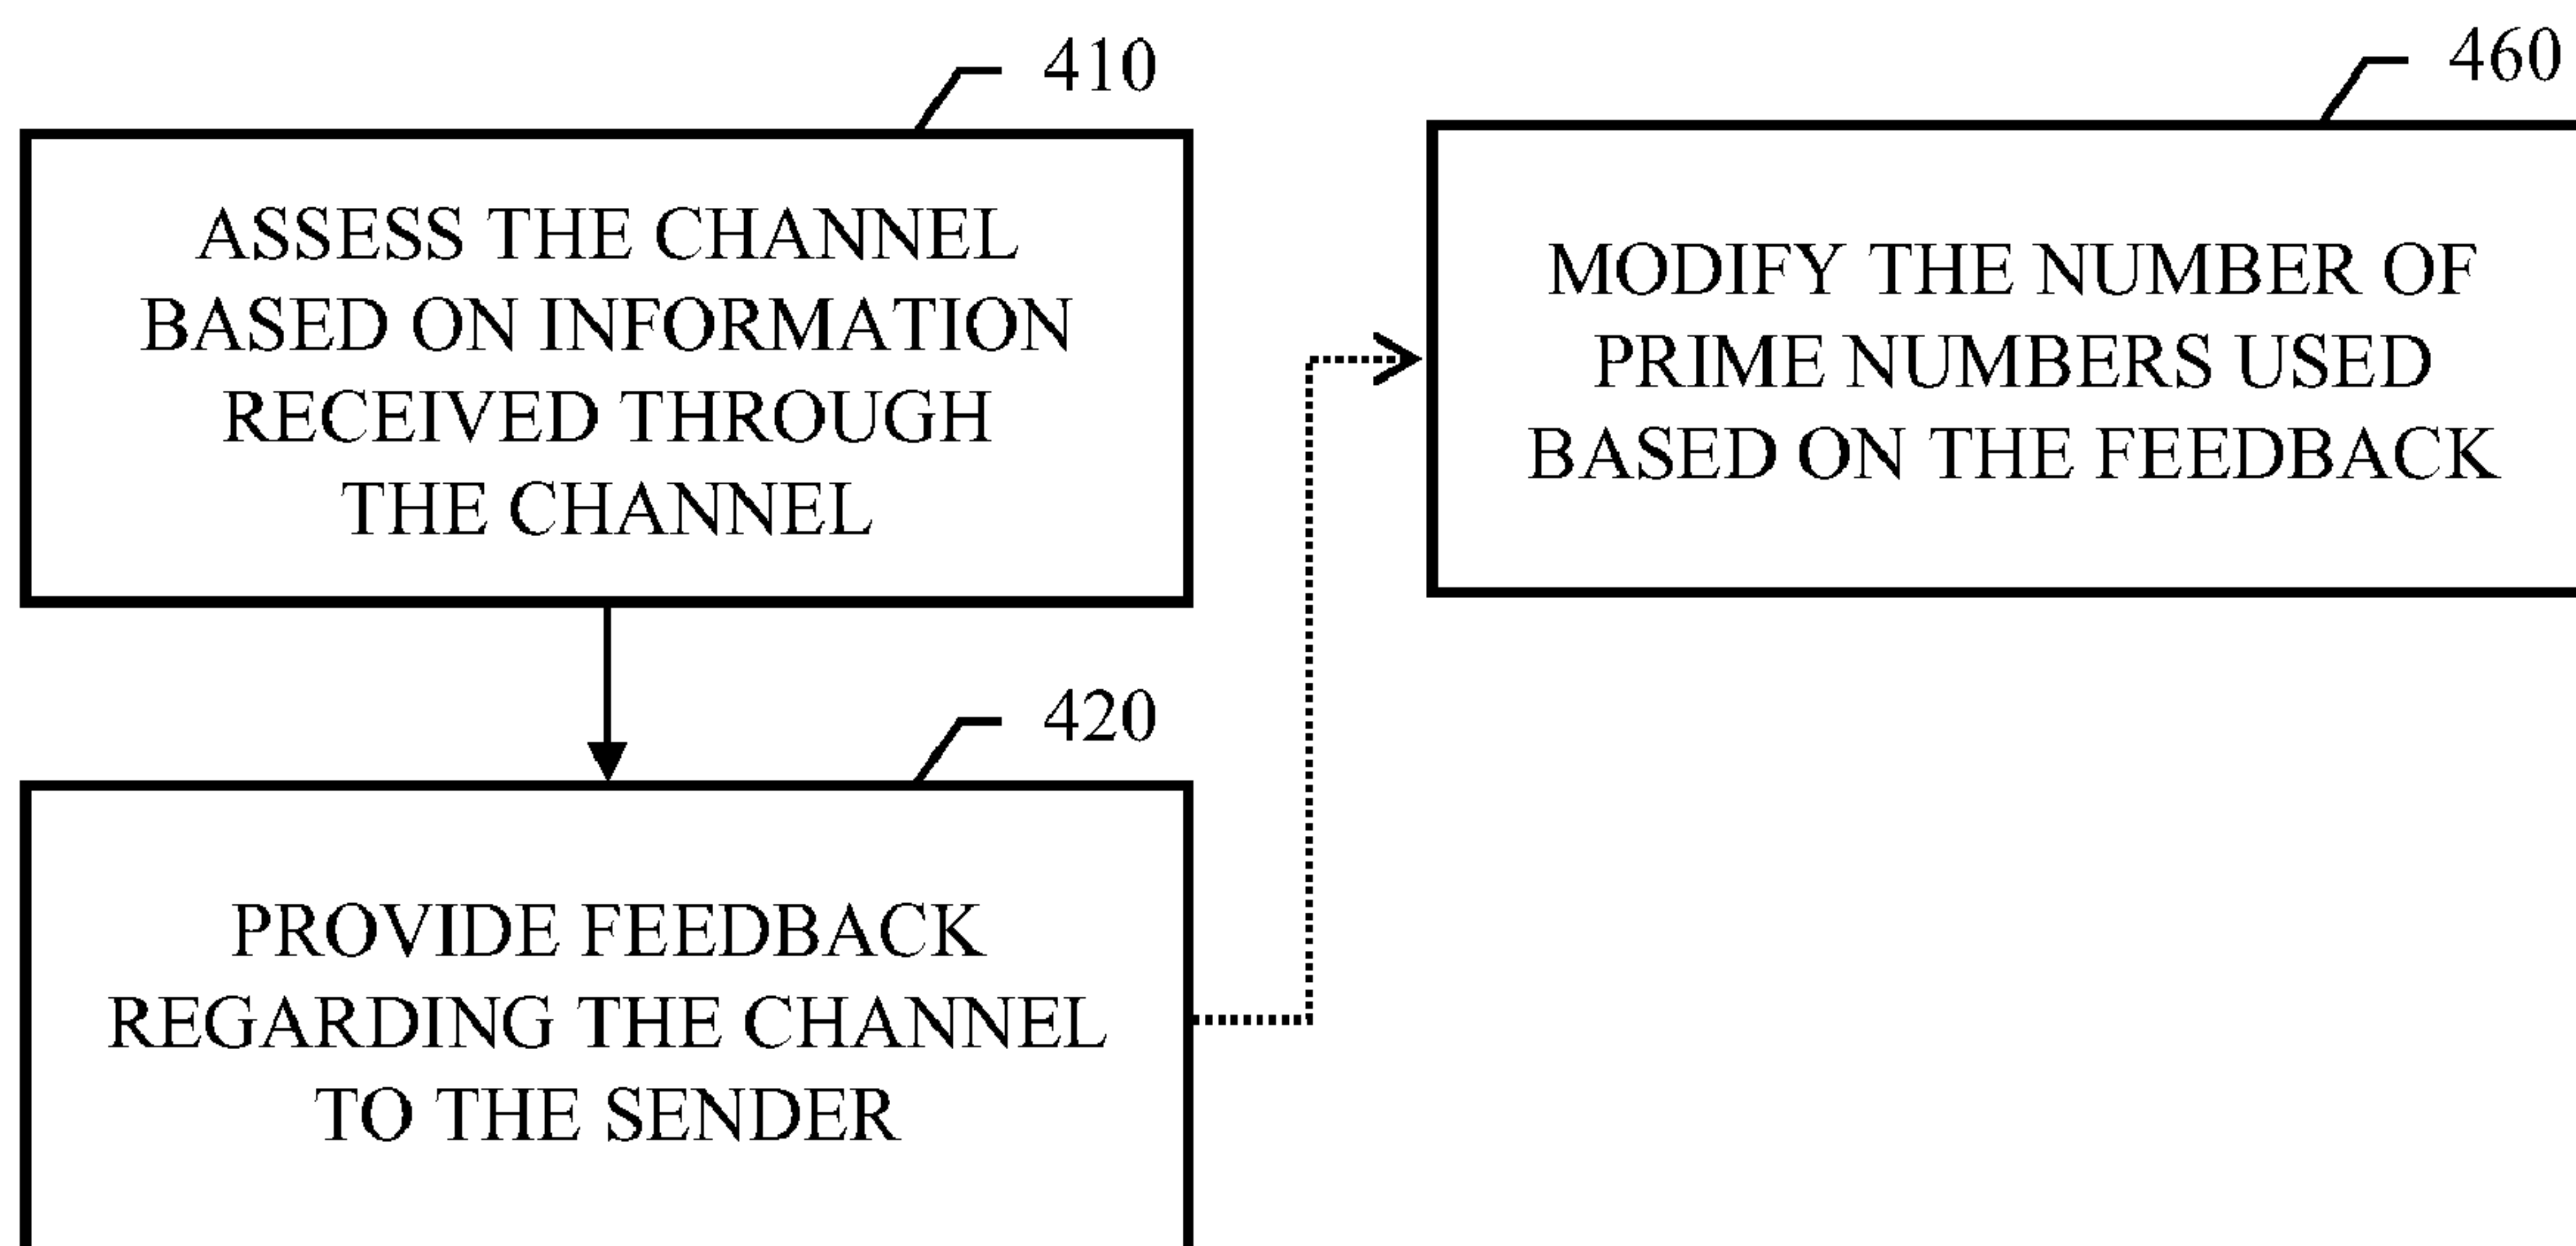 410
ASSESS THE CHANNEL
BASED ON INFORMATION
RECEIVED THROUGH
THE CHANNEL
420
PROVIDE FEEDBACK
REGARDING THE CHANNEL
TO THE SENDER
460
MODIFY THE NUMBER OF
PRIME NUMBERS USED
BASED ON THE FEEDBACK